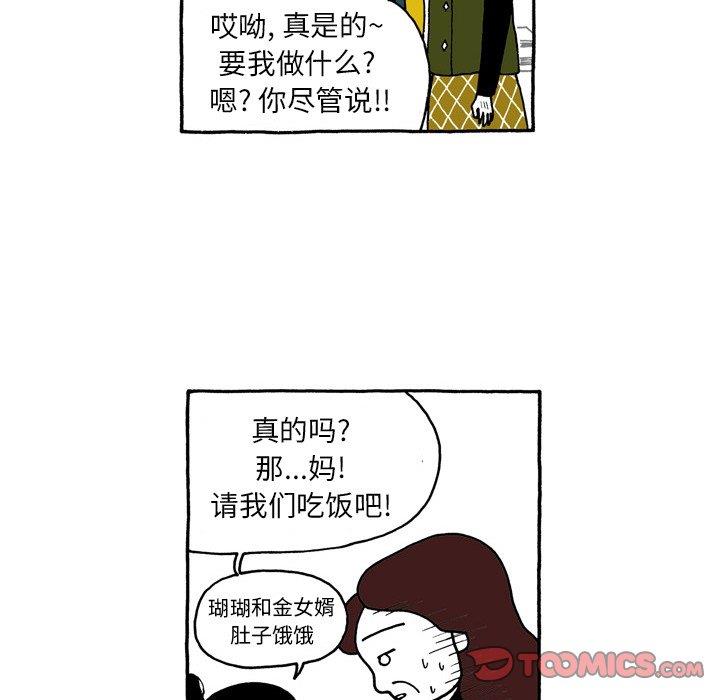 哎呦, 真是的~
要我做什么?
嗯? 你尽管说!!
真的吗?
那...妈!
请我们吃饭吧!
瑚瑚和金女婿
肚子饿饿
TOOMICS.COM